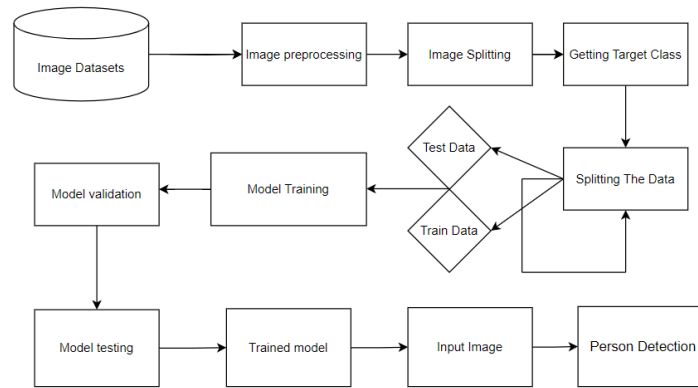 Image Datasets
Image preprocessing
Image Splitting
Getting Target Class
Test Data
Splitting The Data
Train Data
Model Training
Model validation
Model testing
Trained model
Input Image
Person Detection